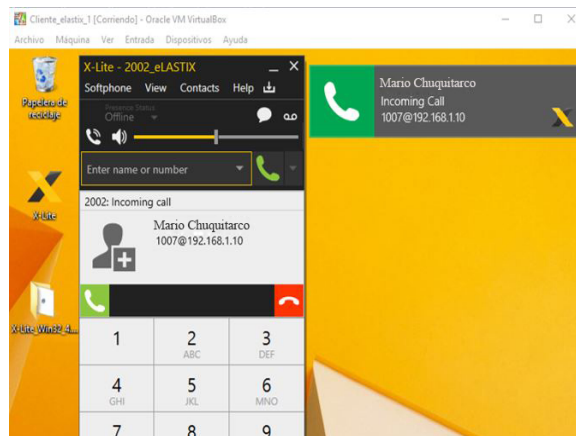 Cliente_elastix_1 [Corriendo] - Oracle VM VirtualBox
Archivo Máquina Ver Entrada Dispositivos Ayuda
Papelera de
reciclaje
X-Lite
X-Lite_Win32_4...
X-Lite - 2002_eLASTIX
Softphone View Contacts Help
Presence Status
Offline
Enter name or number
2002: Incoming call
Mario Chuquitarco
1007@192.168.1.10
1
2
ABC
3
DEF
4
GHI
5
JKL
6
MNO
7
8
9
Mario Chuquitarco
Incoming Call
1007@192.168.1.10